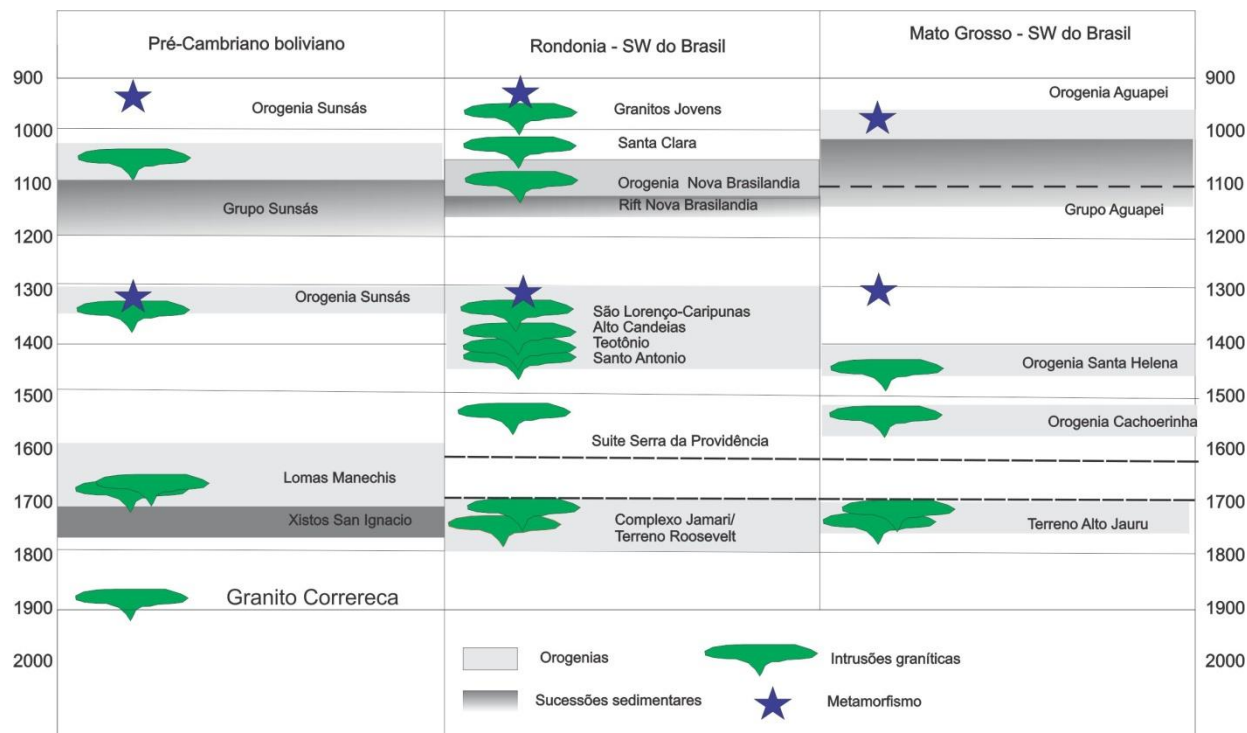 Pré-Cambriano boliviano
Rondonia - SW do Brasil
Mato Grosso - SW do Brasil
900
1000
1100
1200
1300
1400
1500
1600
1700
1800
1900
2000
Orogenia Sunsás
Grupo Sunsás
Orogenia Sunsás
Lomas Manechis
Xistos San Ignacio
Granito Correreca
Granitos Jovens
Santa Clara
Orogenia Nova Brasilandia
Rift Nova Brasilandia
São Lorenço-Caripunas
Alto Candeias
Teotônio
Santo Antonio
Suite Serra da Providência
Complexo Jamari/
Terreno Roosevelt
Orogenia Aguapei
Grupo Aguapei
Orogenia Santa Helena
Orogenia Cachoerinha
Terreno Alto Jauru
900
1000
1100
1200
1300
1400
1500
1600
1700
1800
1900
2000
Orogenias
Intrusões graníticas
Sucessões sedimentares
Metamorfismo